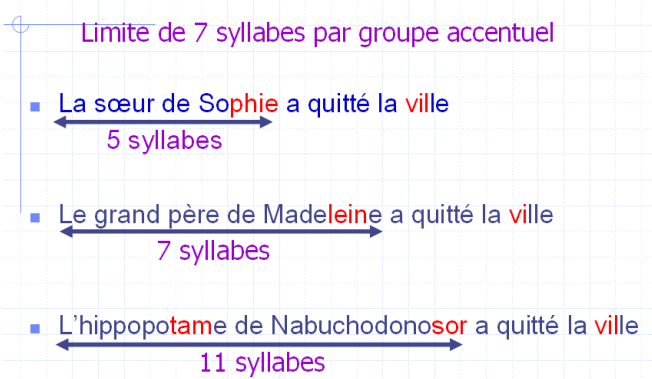 Limite de 7 syllabes par groupe accentuel
La sœur de Sophie a quitté la ville
5 syllabes
Le grand père de Madeleine a quitté la ville
7 syllabes
L'hippopotame de Nabuchodonosor a quitté la ville
11 syllabes